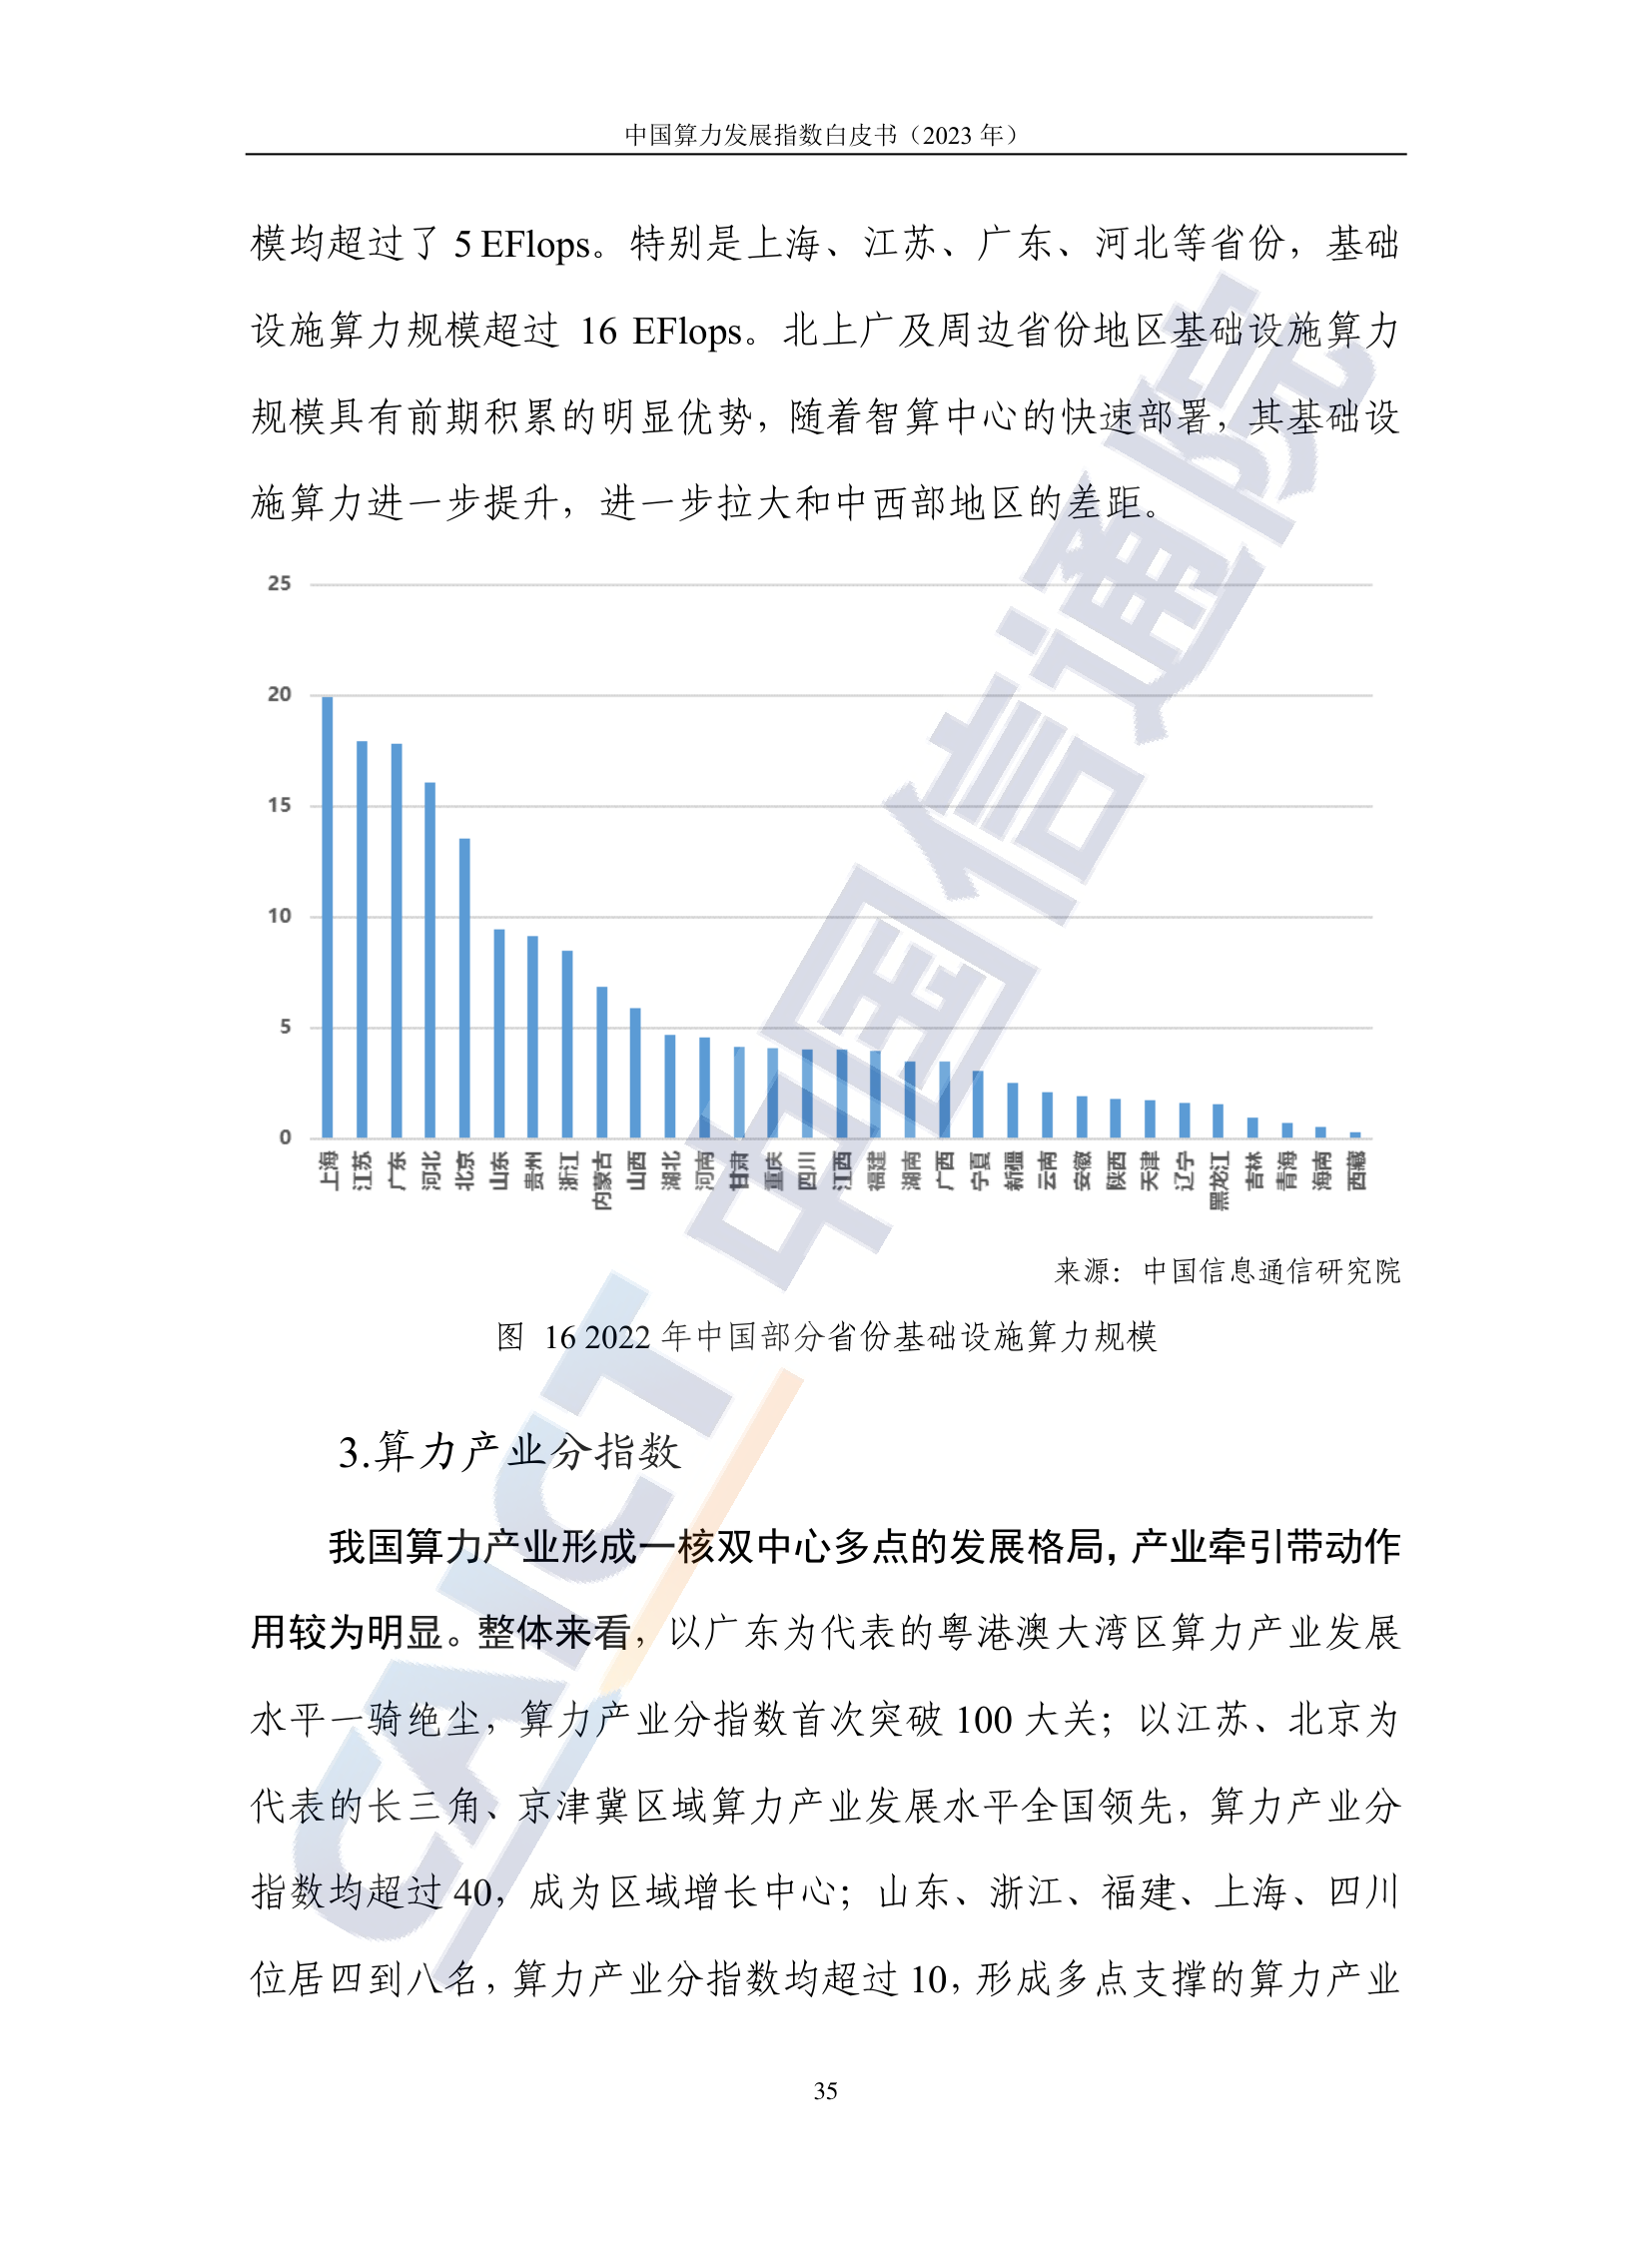 中国算力发展指数白皮书（2023 年）
模均超过了 5 EFlops。特别是上海、江苏、广东、河北等省份，基础
设施算力规模超过 16 EFlops。北上广及周边省份地区基础设施算力
规模具有前期积累的明显优势，随着智算中心的快速部署，其基础设
施算力进一步提升，进一步拉大和中西部地区的差距。
25
20
15
10
5
0
上海 江苏 广东 河北 北京 山东 贵州 浙江 内蒙古 山西 湖北 河南 甘肃 重庆 四川 江西 福建 湖南 广西 宁夏 新疆 云南 安徽 陕西 天津 辽宁 黑龙江 吉林 青海 海南 西藏
来源：中国信息通信研究院
图 16 2022 年中国部分省份基础设施算力规模
3.算力产业分指数
我国算力产业形成一核双中心多点的发展格局，产业牵引带动作
用较为明显。整体来看，以广东为代表的粤港澳大湾区算力产业发展
水平一骑绝尘，算力产业分指数首次突破 100 大关；以江苏、北京为
代表的长三角、京津冀区域算力产业发展水平全国领先，算力产业分
指数均超过 40，成为区域增长中心；山东、浙江、福建、上海、四川
位居四到八名，算力产业分指数均超过 10，形成多点支撑的算力产业
35
CAICT 中国信通院